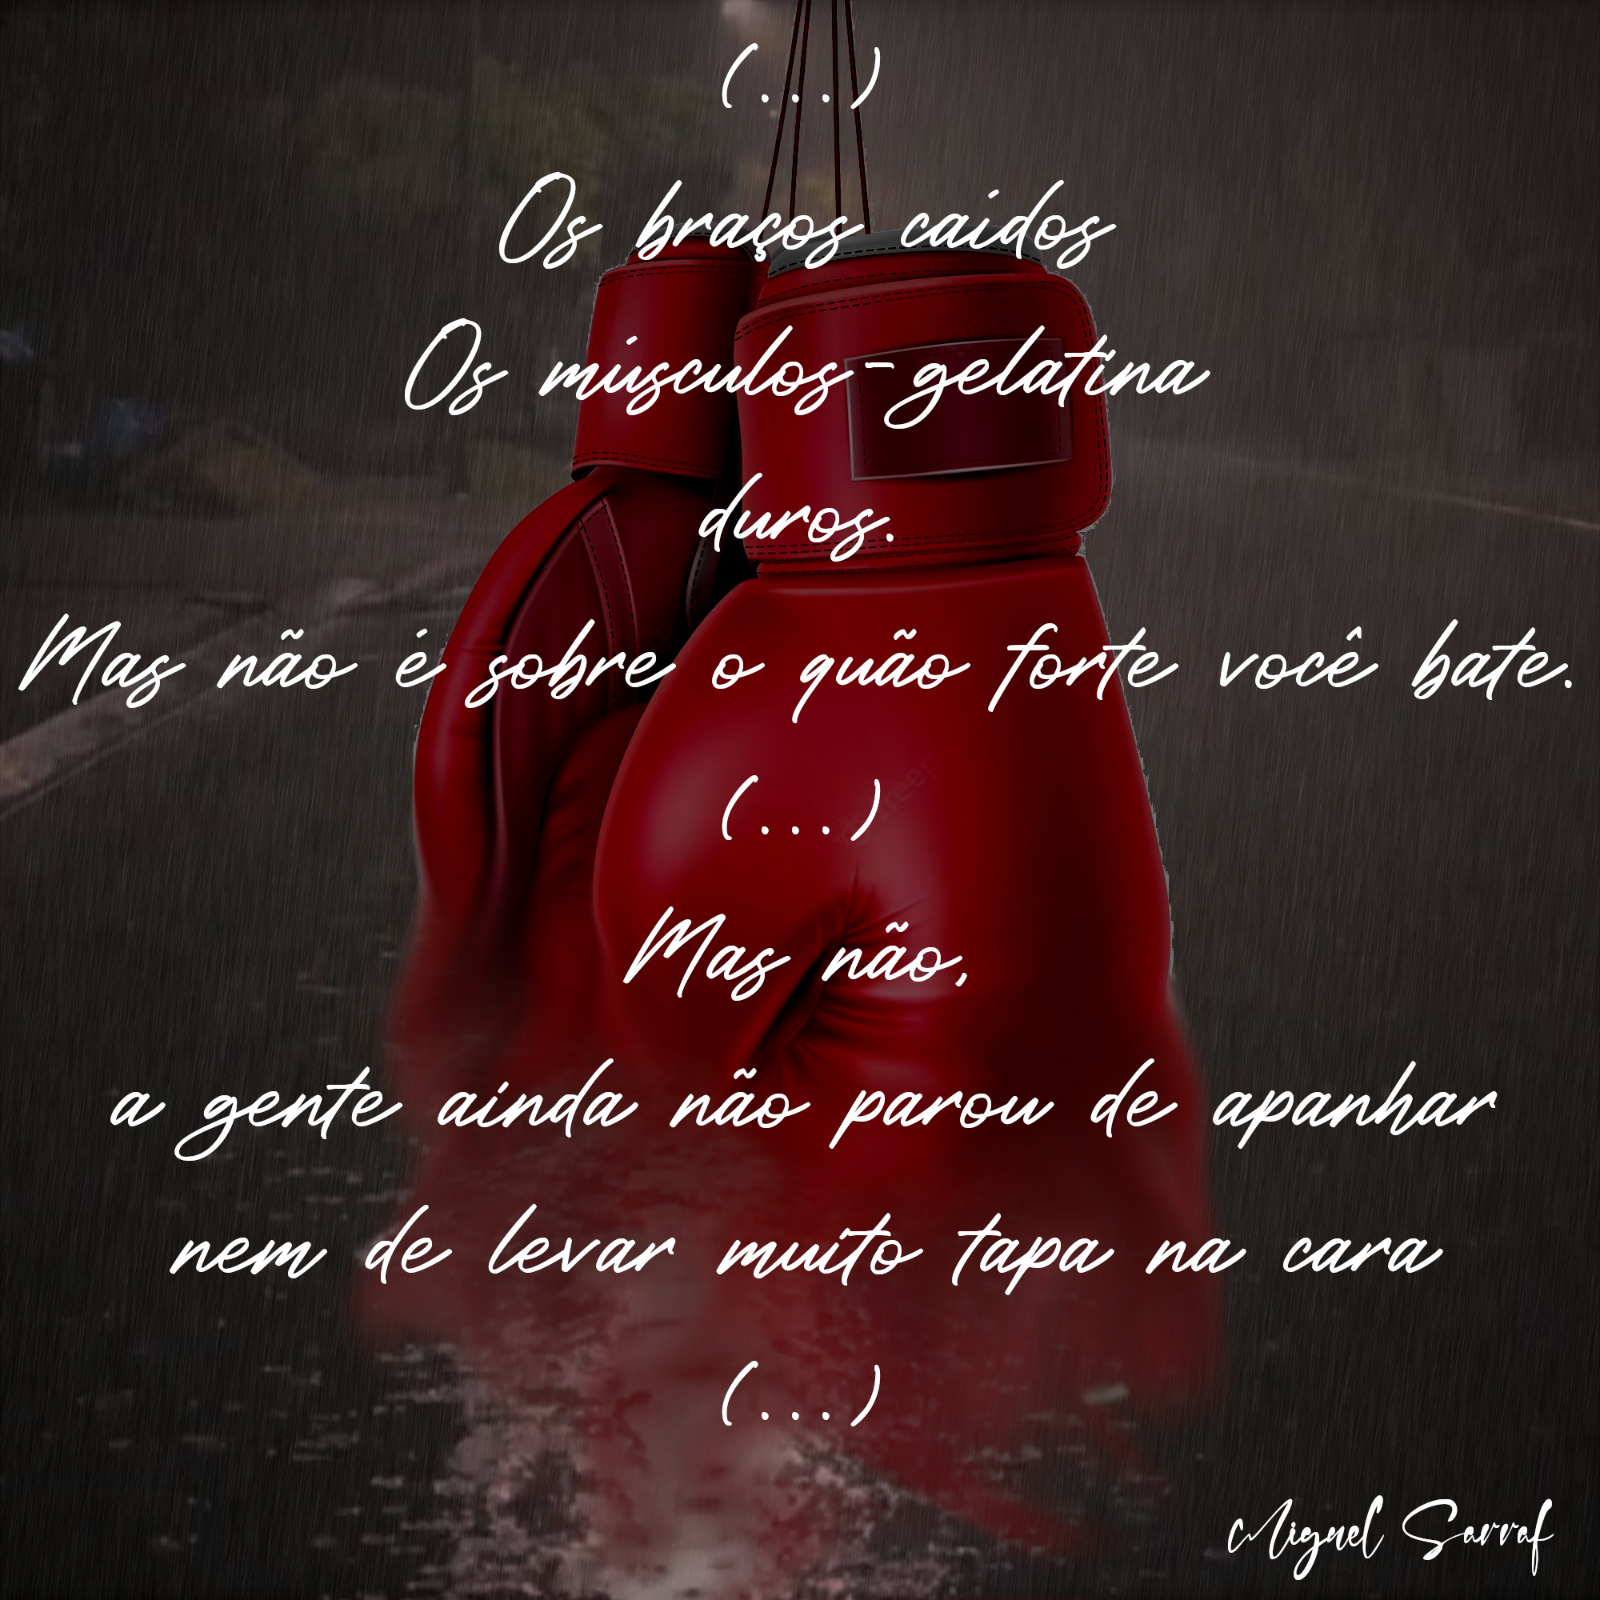 (...)
Os braços caídos
Os músculos-gelatina
duros.
Mas não é sobre o quão forte você bate.
(...)
Mas não,
a gente ainda não parou de apanhar
nem de levar muito tapa na cara
(...)
Miguel Sarraf